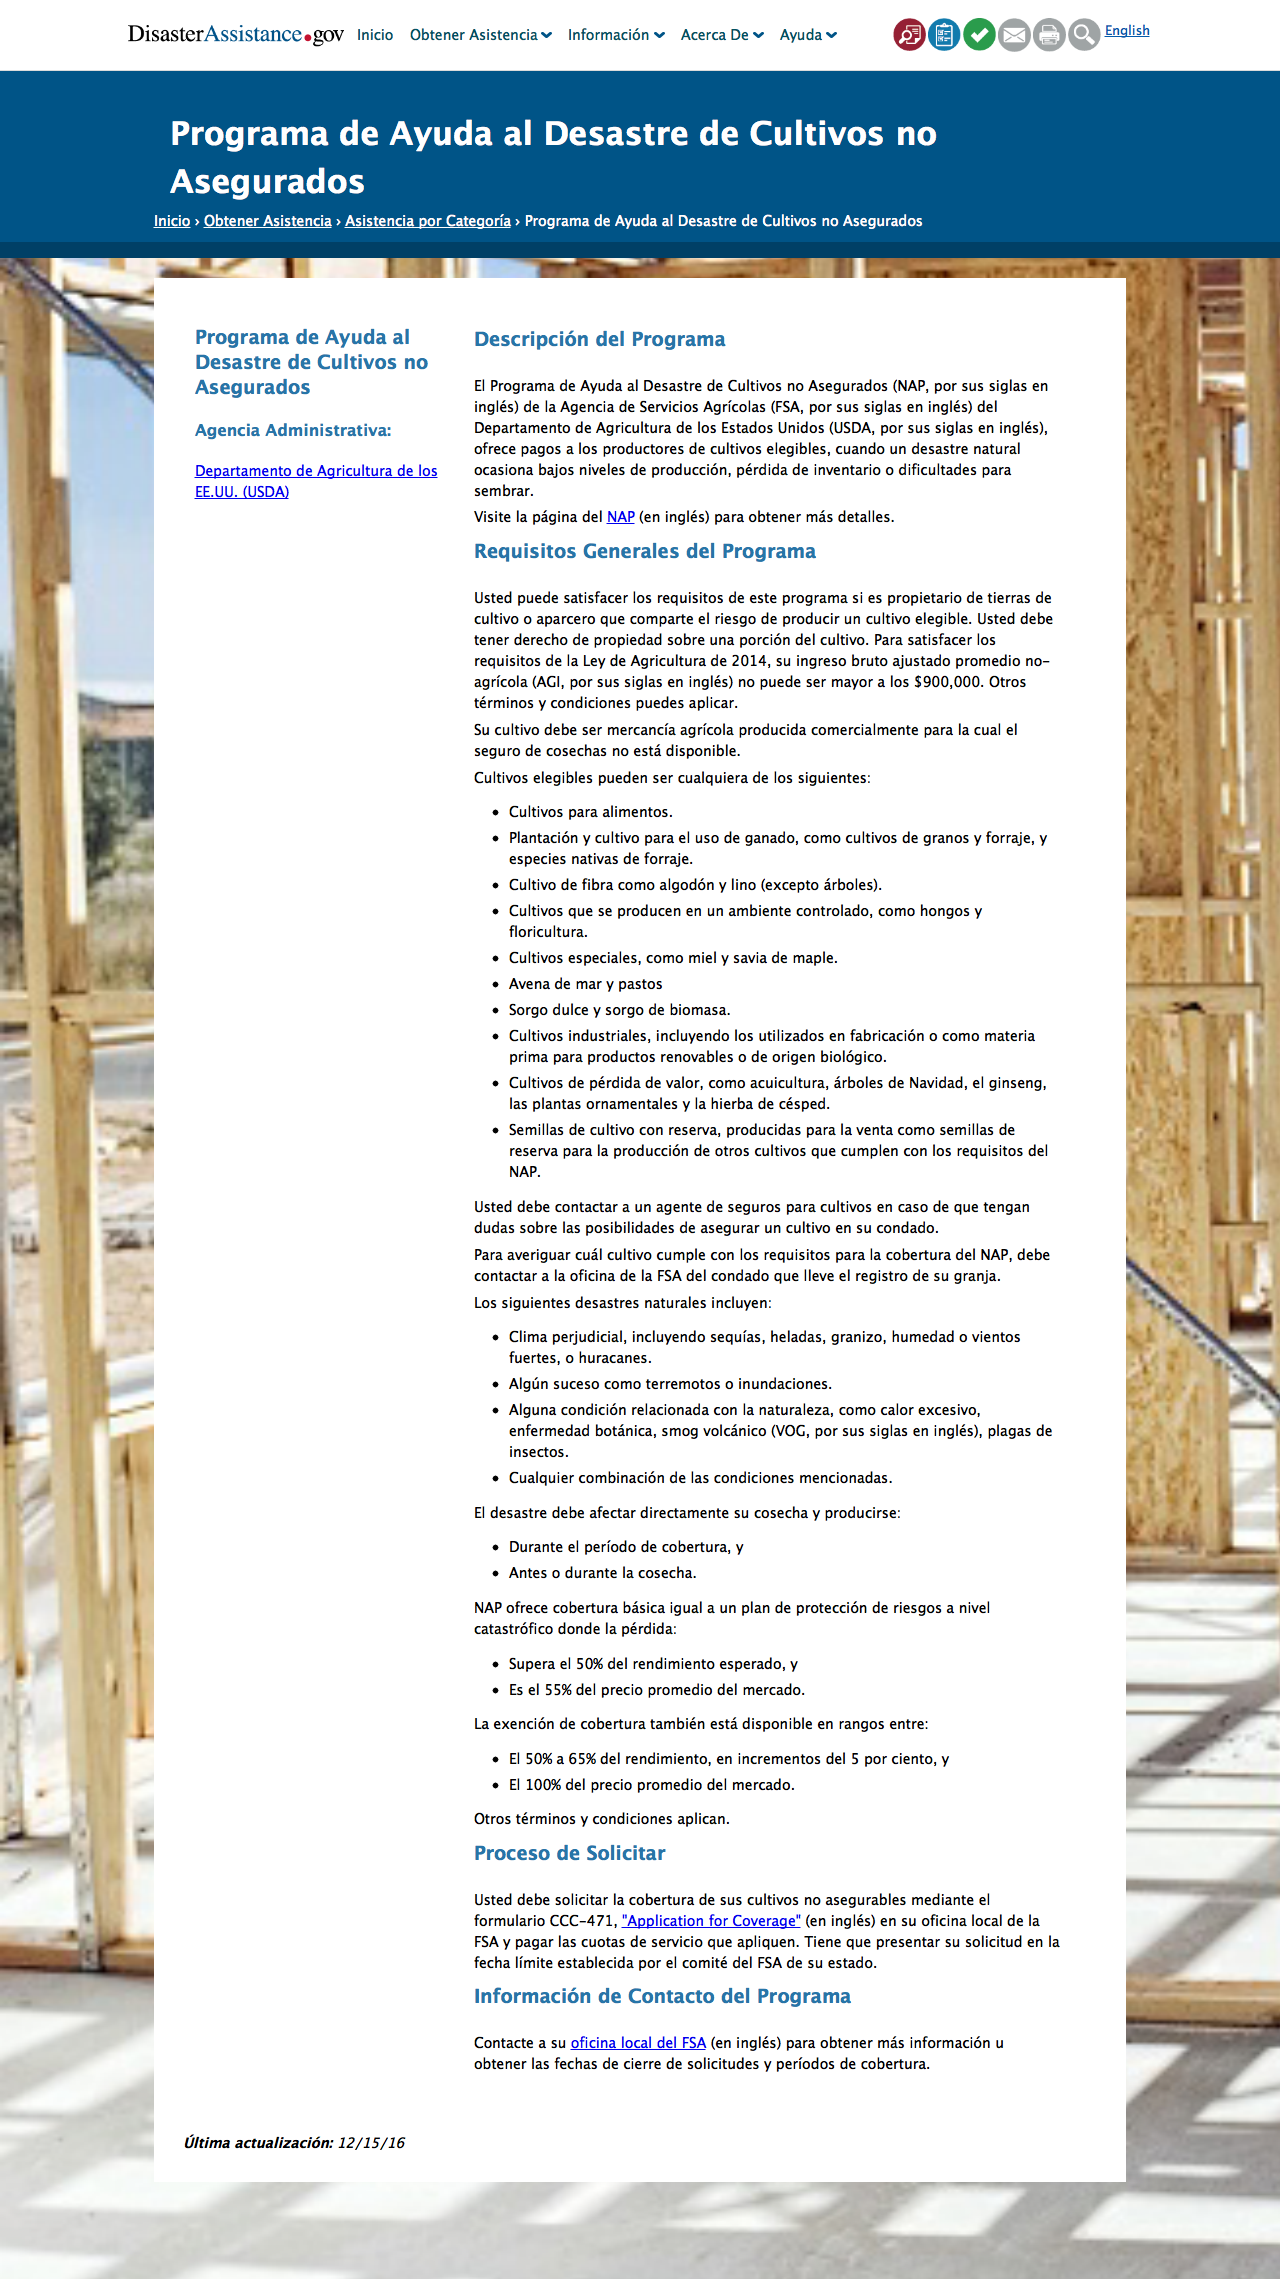 DisasterAssistance.gov Inicio Obtener Asistencia Información Acerca De Ayuda English
Programa de Ayuda al Desastre de Cultivos no
Asegurados
Inicio › Obtener Asistencia › Asistencia por Categoría › Programa de Ayuda al Desastre de Cultivos no Asegurados
Programa de Ayuda al
Desastre de Cultivos no
Asegurados
Agencia Administrativa:
Departamento de Agricultura de los
EE.UU. (USDA)
Descripción del Programa
El Programa de Ayuda al Desastre de Cultivos no Asegurados (NAP, por sus siglas en
inglés) de la Agencia de Servicios Agrícolas (FSA, por sus siglas en inglés) del
Departamento de Agricultura de los Estados Unidos (USDA, por sus siglas en inglés),
ofrece pagos a los productores de cultivos elegibles, cuando un desastre natural
ocasiona bajos niveles de producción, pérdida de inventario o dificultades para
sembrar.
Visite la página del NAP (en inglés) para obtener más detalles.
Requisitos Generales del Programa
Usted puede satisfacer los requisitos de este programa si es propietario de tierras de
cultivo o aparcero que comparte el riesgo de producir un cultivo elegible. Usted debe
tener derecho de propiedad sobre una porción del cultivo. Para satisfacer los
requisitos de la Ley de Agricultura de 2014, su ingreso bruto ajustado promedio no-
agrícola (AGI, por sus siglas en inglés) no puede ser mayor a los $900,000. Otros
términos y condiciones puedes aplicar.
Su cultivo debe ser mercancía agrícola producida comercialmente para la cual el
seguro de cosechas no está disponible.
Cultivos elegibles pueden ser cualquiera de los siguientes:
• Cultivos para alimentos.
• Plantación y cultivo para el uso de ganado, como cultivos de granos y forraje, y
especies nativas de forraje.
• Cultivo de fibra como algodón y lino (excepto árboles).
• Cultivos que se producen en un ambiente controlado, como hongos y
floricultura.
• Cultivos especiales, como miel y savia de maple.
• Avena de mar y pastos
• Sorgo dulce y sorgo de biomasa.
• Cultivos industriales, incluyendo los utilizados en fabricación o como materia
prima para productos renovables o de origen biológico.
• Cultivos de pérdida de valor, como acuicultura, árboles de Navidad, el ginseng,
las plantas ornamentales y la hierba de césped.
• Semillas de cultivo con reserva, producidas para la venta como semillas de
reserva para la producción de otros cultivos que cumplen con los requisitos del
NAP.
Usted debe contactar a un agente de seguros para cultivos en caso de que tengan
dudas sobre las posibilidades de asegurar un cultivo en su condado.
Para averiguar cuál cultivo cumple con los requisitos para la cobertura del NAP, debe
contactar a la oficina de la FSA del condado que lleve el registro de su granja.
Los siguientes desastres naturales incluyen:
• Clima perjudicial, incluyendo sequías, heladas, granizo, humedad o vientos
fuertes, o huracanes.
• Algún suceso como terremotos o inundaciones.
• Alguna condición relacionada con la naturaleza, como calor excesivo,
enfermedad botánica, smog volcánico (VOG, por sus siglas en inglés), plagas de
insectos.
• Cualquier combinación de las condiciones mencionadas.
El desastre debe afectar directamente su cosecha y producirse:
• Durante el período de cobertura, y
• Antes o durante la cosecha.
NAP ofrece cobertura básica igual a un plan de protección de riesgos a nivel
catastrófico donde la pérdida:
• Supera el 50% del rendimiento esperado, y
• Es el 55% del precio promedio del mercado.
La exención de cobertura también está disponible en rangos entre:
• El 50% a 65% del rendimiento, en incrementos del 5 por ciento, y
• El 100% del precio promedio del mercado.
Otros términos y condiciones aplican.
Proceso de Solicitar
Usted debe solicitar la cobertura de sus cultivos no asegurables mediante el
formulario CCC-471, "Application for Coverage" (en inglés) en su oficina local de la
FSA y pagar las cuotas de servicio que apliquen. Tiene que presentar su solicitud en la
fecha límite establecida por el comité del FSA de su estado.
Información de Contacto del Programa
Contacte a su oficina local del FSA (en inglés) para obtener más información u
obtener las fechas de cierre de solicitudes y períodos de cobertura.
Última actualización: 12/15/16